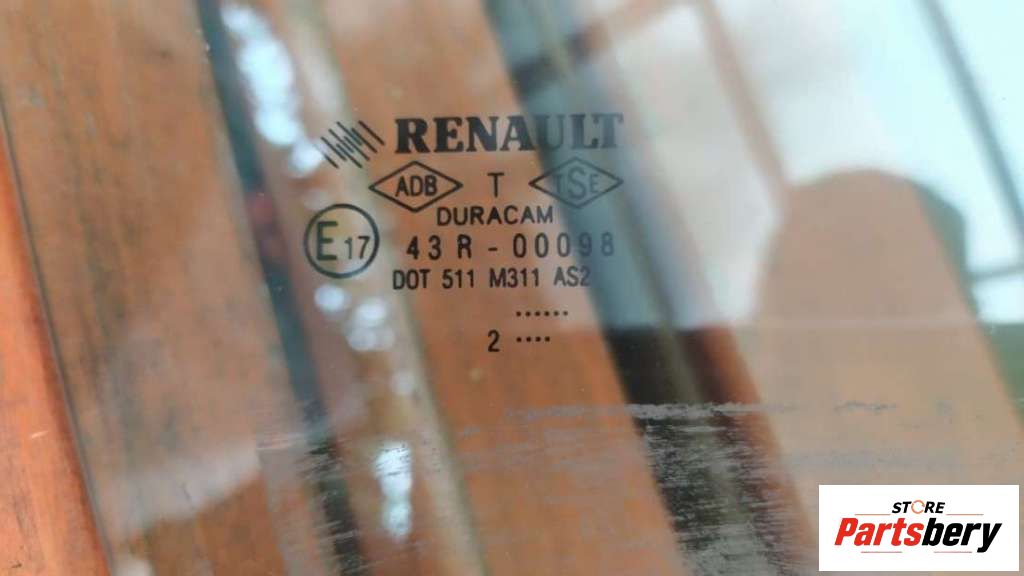 RENAULT
ADB T TSE
DURACAM
E17 43R-00098
DOT 511 M311 AS2
......
2 ....
STORE
Partsbery